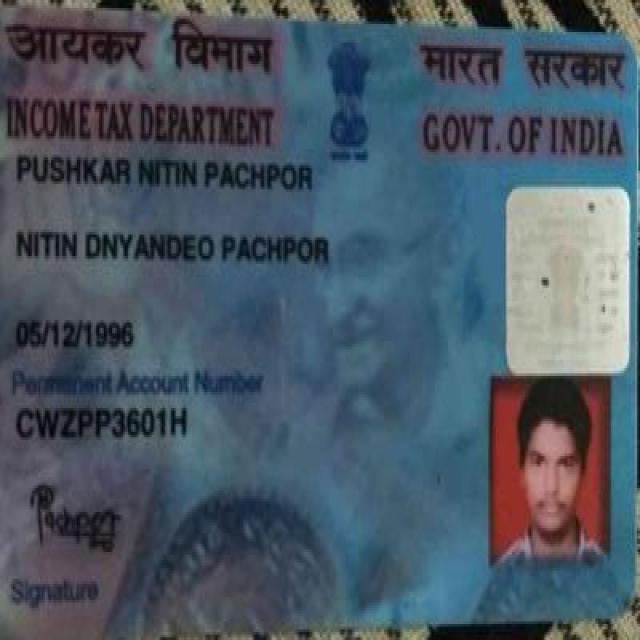 आयकर विभाग
भारत सरकार
INCOME TAX DEPARTMENT
GOVT. OF INDIA
PUSHKAR NITIN PACHPOR
NITIN DNYANDEO PACHPOR
05/12/1996
Permanent Account Number
CWZPP3601H
Pachpor
Signature